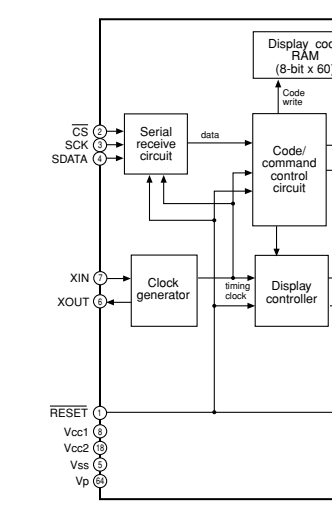 Display
RAM
(8-bit x 60)
Code
write
CS
2
SCK
3
SDATA
4
Serial
receive
circuit
data
Code/
command
control
circuit
XIN
7
XOUT
6
Clock
generator
timing
clock
Display
controller
RESET
1
Vcc1
8
Vcc2
18
Vss
5
Vp
64